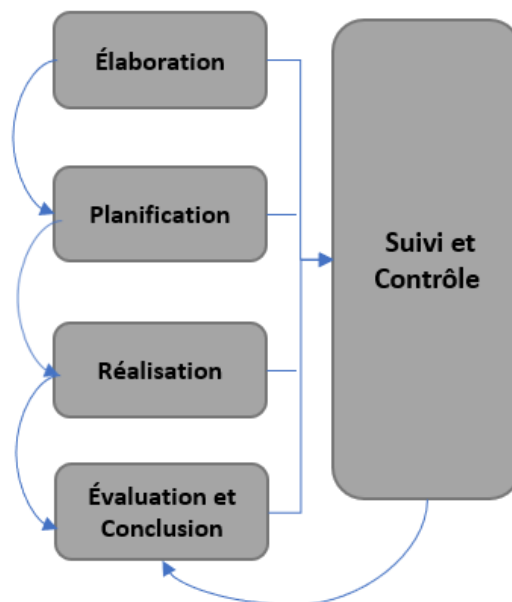 Élaboration
Planification
Réalisation
Évaluation et
Conclusion
Suivi et
Contrôle